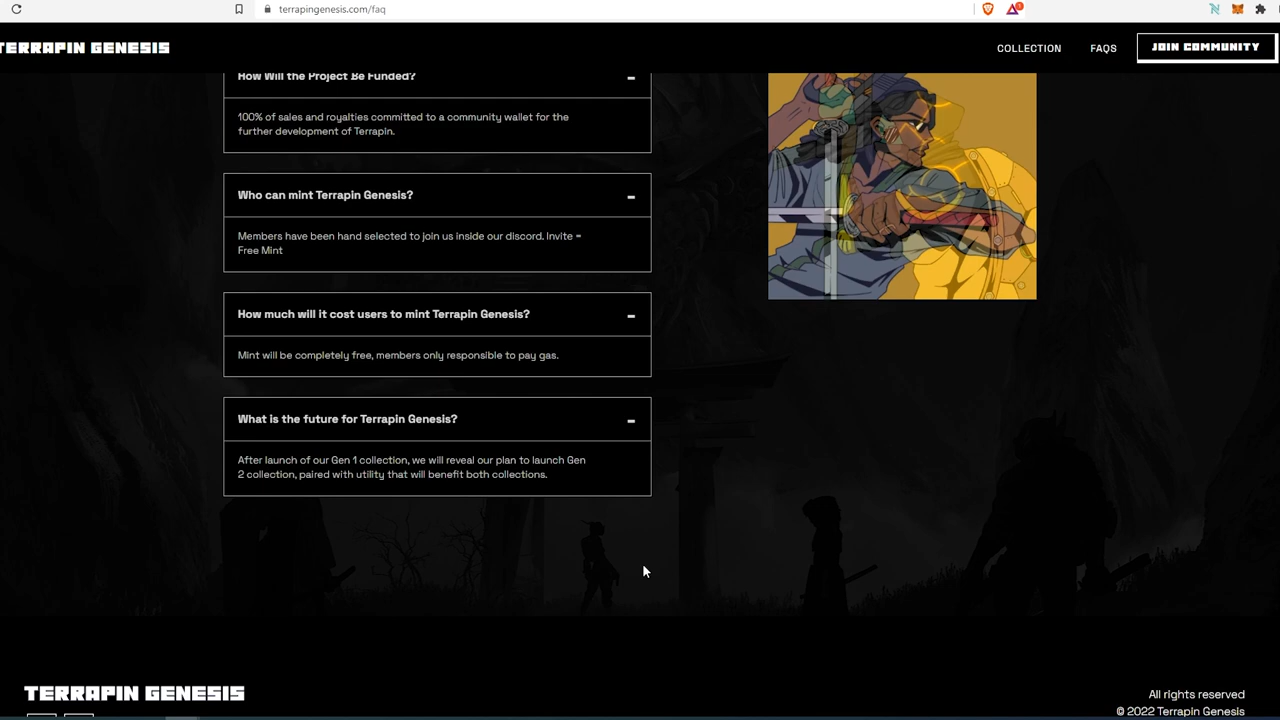 terrapingenesis.com/faq
1
TERRAPIN GENESIS
COLLECTION
FAQS
JOIN COMMUNITY
How Will the Project Be Funded?
100% of sales and royalties committed to a community wallet for the
further development of Terrapin.
Who can mint Terrapin Genesis?
Members have been hand selected to join us inside our discord. Invite =
Free Mint
How much will it cost users to mint Terrapin Genesis?
Mint will be completely free, members only responsible to pay gas.
What is the future for Terrapin Genesis?
After launch of our Gen 1 collection, we will reveal our plan to launch Gen
2 collection, paired with utility that will benefit both collections.
TERRAPIN GENESIS
All rights reserved
© 2022 Terrapin Genesis